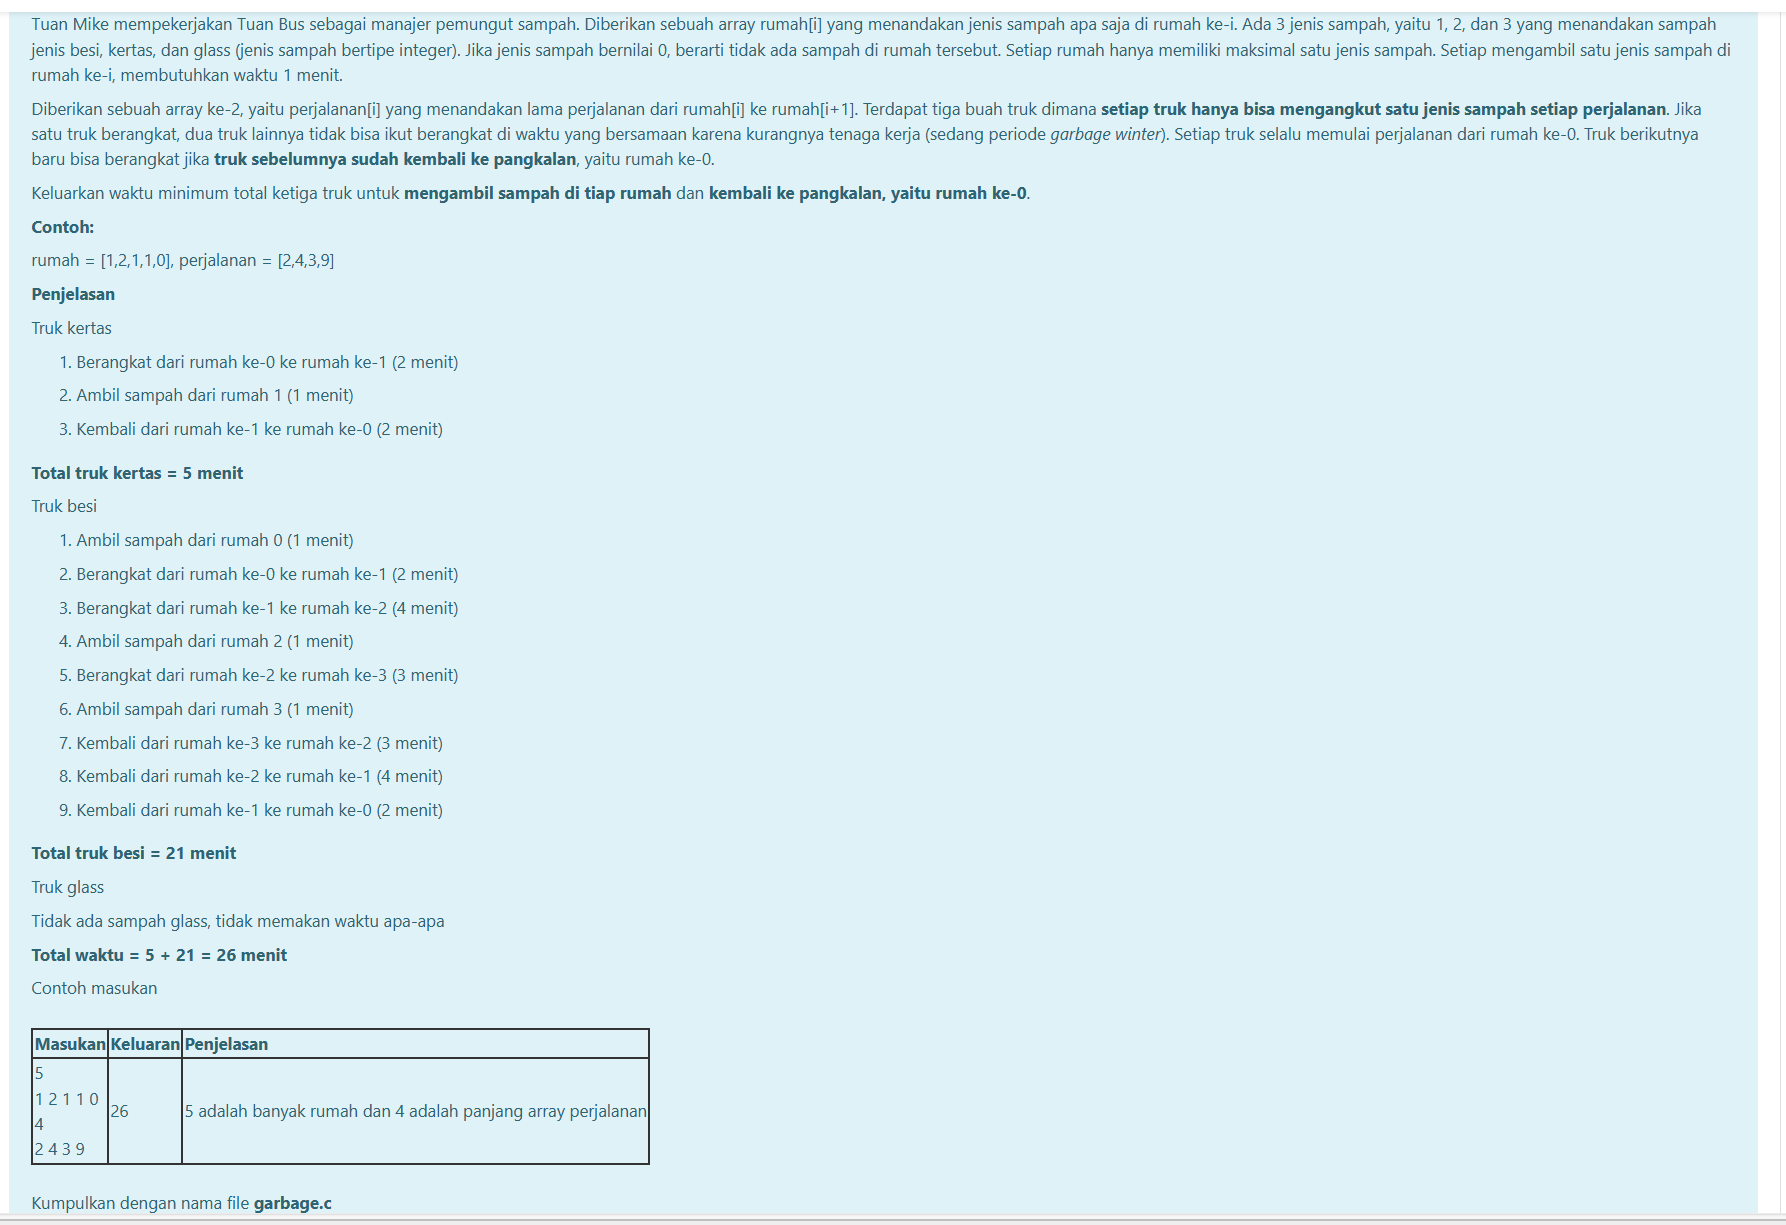 Tuan Mike mempekerjakan Tuan Bus sebagai manajer pemungut sampah. Diberikan sebuah array rumah[i] yang menandakan jenis sampah apa saja di rumah ke-i. Ada 3 jenis sampah, yaitu 1, 2, dan 3 yang menandakan sampah
jenis besi, kertas, dan glass (jenis sampah bertipe integer). Jika jenis sampah bernilai 0, berarti tidak ada sampah di rumah tersebut. Setiap rumah hanya memiliki maksimal satu jenis sampah. Setiap mengambil satu jenis sampah di
rumah ke-i, membutuhkan waktu 1 menit.
Diberikan sebuah array ke-2, yaitu perjalanan[i] yang menandakan lama perjalanan dari rumah[i] ke rumah[i+1]. Terdapat tiga buah truk dimana setiap truk hanya bisa mengangkut satu jenis sampah setiap perjalanan. Jika
satu truk berangkat, dua truk lainnya tidak bisa ikut berangkat di waktu yang bersamaan karena kurangnya tenaga kerja (sedang periode garbage winter). Setiap truk selalu memulai perjalanan dari rumah ke-0. Truk berikutnya
baru bisa berangkat jika truk sebelumnya sudah kembali ke pangkalan, yaitu rumah ke-0.
Keluarkan waktu minimum total ketiga truk untuk mengambil sampah di tiap rumah dan kembali ke pangkalan, yaitu rumah ke-0.
Contoh:
rumah = [1,2,1,1,0], perjalanan = [2,4,3,9]
Penjelasan
Truk kertas
1. Berangkat dari rumah ke-0 ke rumah ke-1 (2 menit)
2. Ambil sampah dari rumah 1 (1 menit)
3. Kembali dari rumah ke-1 ke rumah ke-0 (2 menit)
Total truk kertas = 5 menit
Truk besi
1. Ambil sampah dari rumah 0 (1 menit)
2. Berangkat dari rumah ke-0 ke rumah ke-1 (2 menit)
3. Berangkat dari rumah ke-1 ke rumah ke-2 (4 menit)
4. Ambil sampah dari rumah 2 (1 menit)
5. Berangkat dari rumah ke-2 ke rumah ke-3 (3 menit)
6. Ambil sampah dari rumah 3 (1 menit)
7. Kembali dari rumah ke-3 ke rumah ke-2 (3 menit)
8. Kembali dari rumah ke-2 ke rumah ke-1 (4 menit)
9. Kembali dari rumah ke-1 ke rumah ke-0 (2 menit)
Total truk besi = 21 menit
Truk glass
Tidak ada sampah glass, tidak memakan waktu apa-apa
Total waktu = 5 + 21 = 26 menit
Contoh masukan
Masukan Keluaran Penjelasan
5
1 2 1 1 0
4
2 4 3 9
26
5 adalah banyak rumah dan 4 adalah panjang array perjalanan
Kumpulkan dengan nama file garbage.c